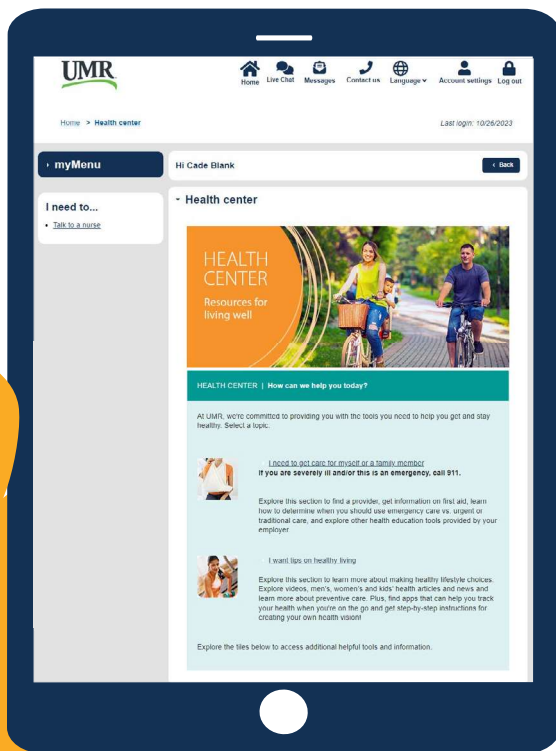 UMR
Home
Live Chat
Messages
Contact us
Language
Account settings
Log out
Home > Health center
Last login: 10/26/2023
myMenu
Hi Cade Blank
‹ Back
I need to...
• Talk to a nurse
- Health center
HEALTH
CENTER
Resources for
living well
HEALTH CENTER | How can we help you today?
At UMR, we're committed to providing you with the tools you need to help you get and stay
healthy. Select a topic.
I need to get care for myself or a family member
If you are severely ill and/or this is an emergency, call 911.
Explore this section to find a provider, get information on first aid, learn
how to determine when you should use emergency care vs. urgent or
traditional care, and explore other health education tools provided by your
employer.
I want tips on healthy living
Explore this section to learn more about making healthy lifestyle choices.
Explore videos, men's, women's and kids' health articles and news and
learn more about preventive care. Plus, find apps that can help you track
your health when you're on the go and get step-by-step instructions for
creating your own health vision!
Explore the tiles below to access additional helpful tools and information.